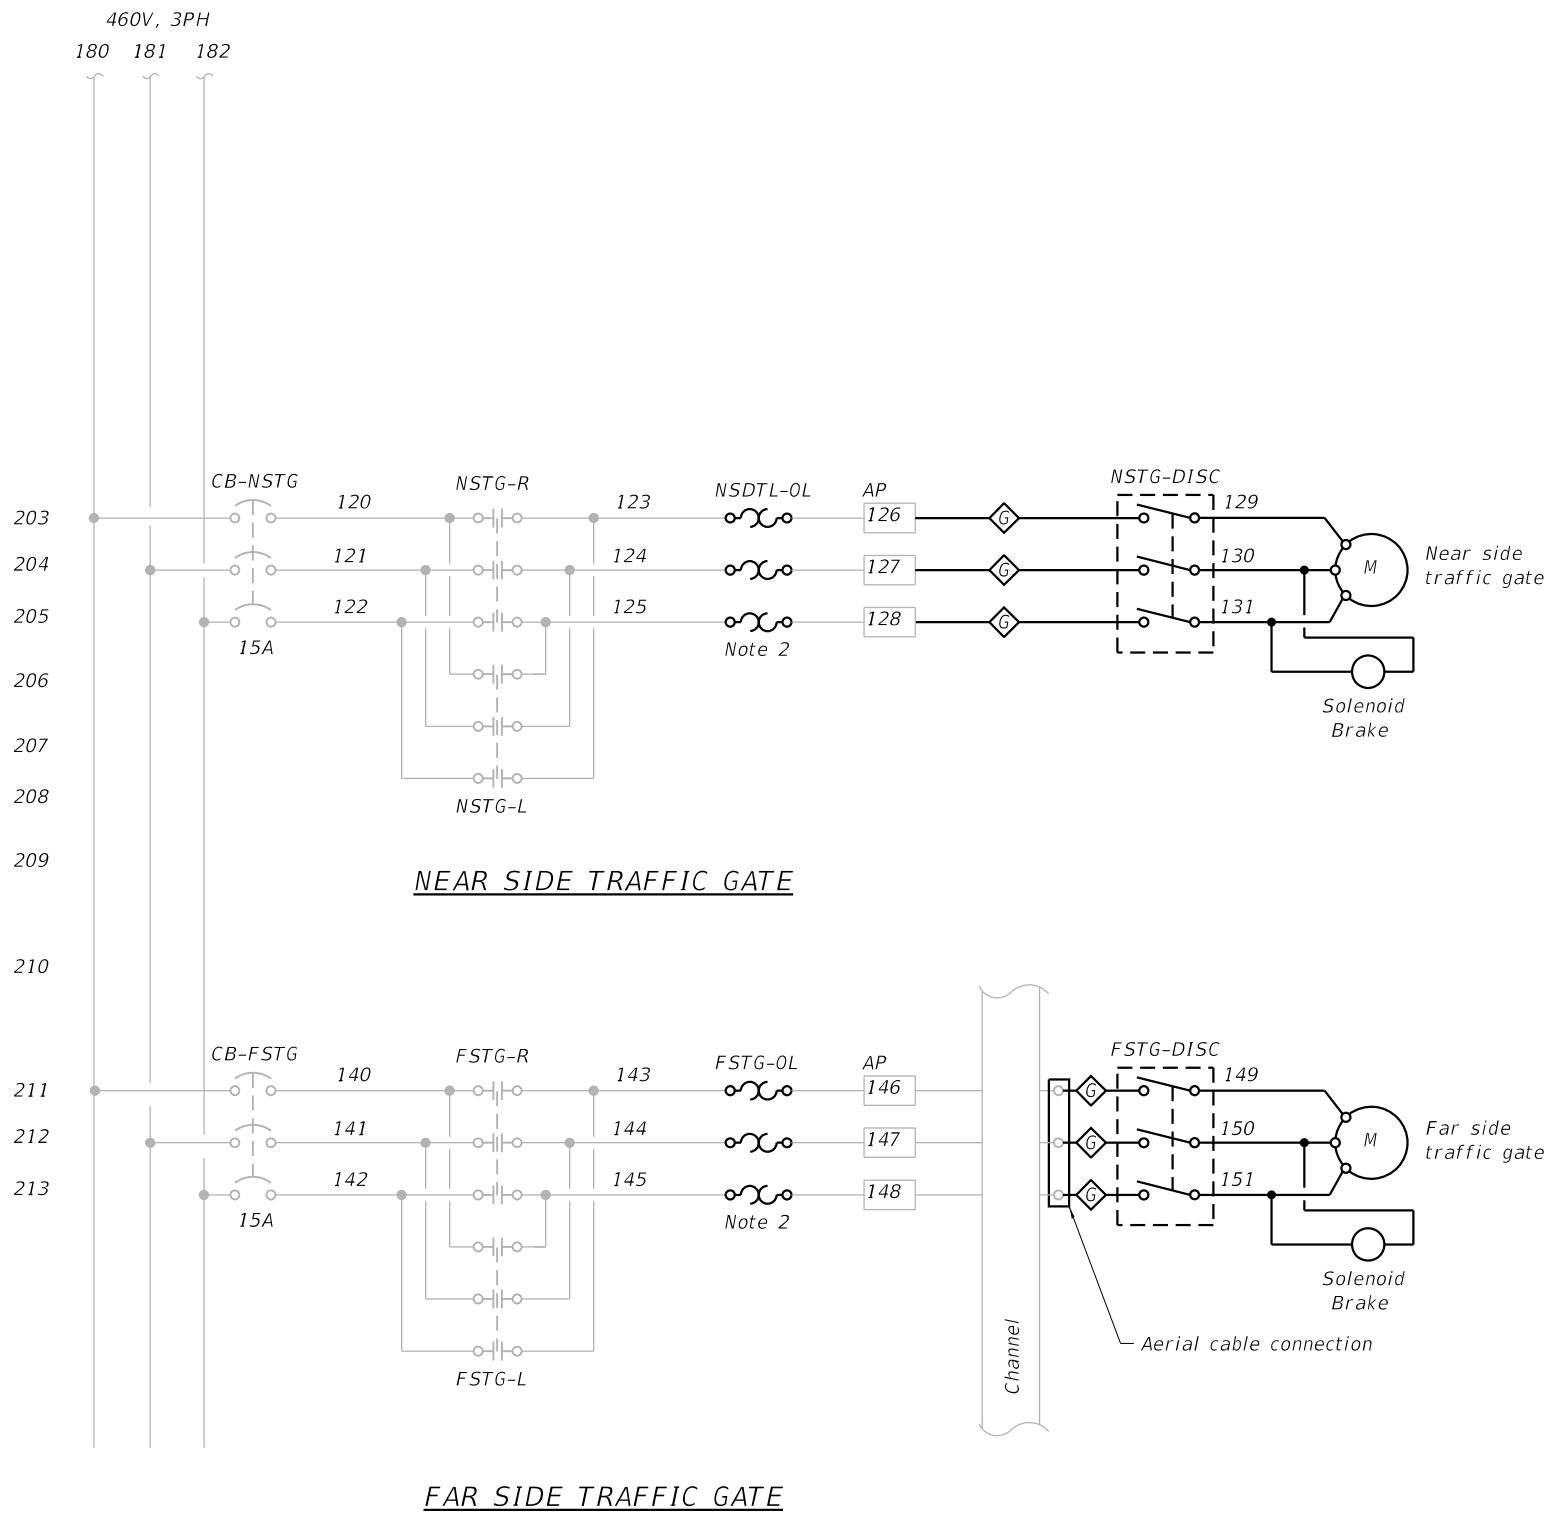 460V, 3PH
180 181 182
CB-NSTG
NSTG-R
NSDTL-OL
AP
NSTG-DISC
203
120
123
126
G
129
204
121
124
127
G
130
M
Near side
traffic gate
205
122
125
128
G
131
15A
Note 2
206
Solenoid
Brake
207
208
NSTG-L
209
NEAR SIDE TRAFFIC GATE
210
CB-FSTG
FSTG-R
FSTG-OL
AP
FSTG-DISC
211
140
143
146
G
149
212
141
144
147
G
150
M
Far side
traffic gate
213
142
145
148
G
151
15A
Note 2
Solenoid
Brake
Channel
Aerial cable connection
FSTG-L
FAR SIDE TRAFFIC GATE